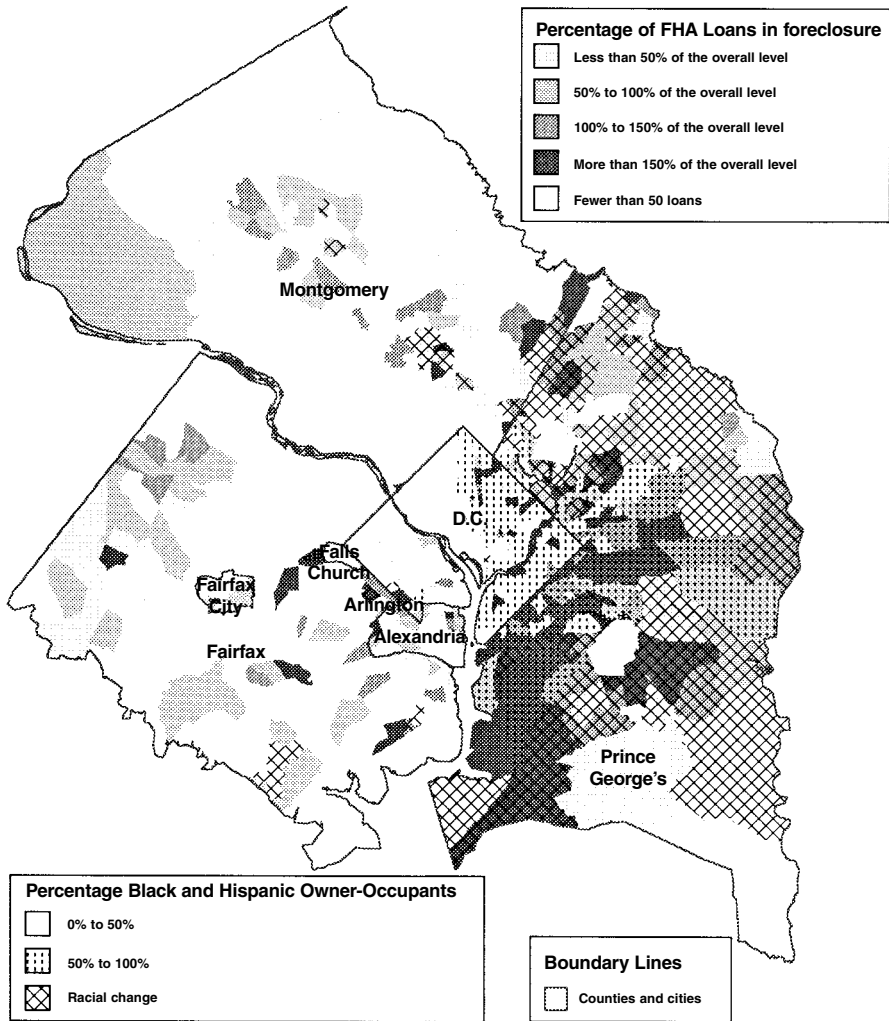 Percentage of FHA Loans in foreclosure
Less than 50% of the overall level
50% to 100% of the overall level
100% to 150% of the overall level
More than 150% of the overall level
Fewer than 50 loans
Montgomery
D.C.
Falls
Church
Fairfax
City
Arlington
Alexandria
Fairfax
Prince
George's
Percentage Black and Hispanic Owner-Occupants
0% to 50%
50% to 100%
Racial change
Boundary Lines
Counties and cities